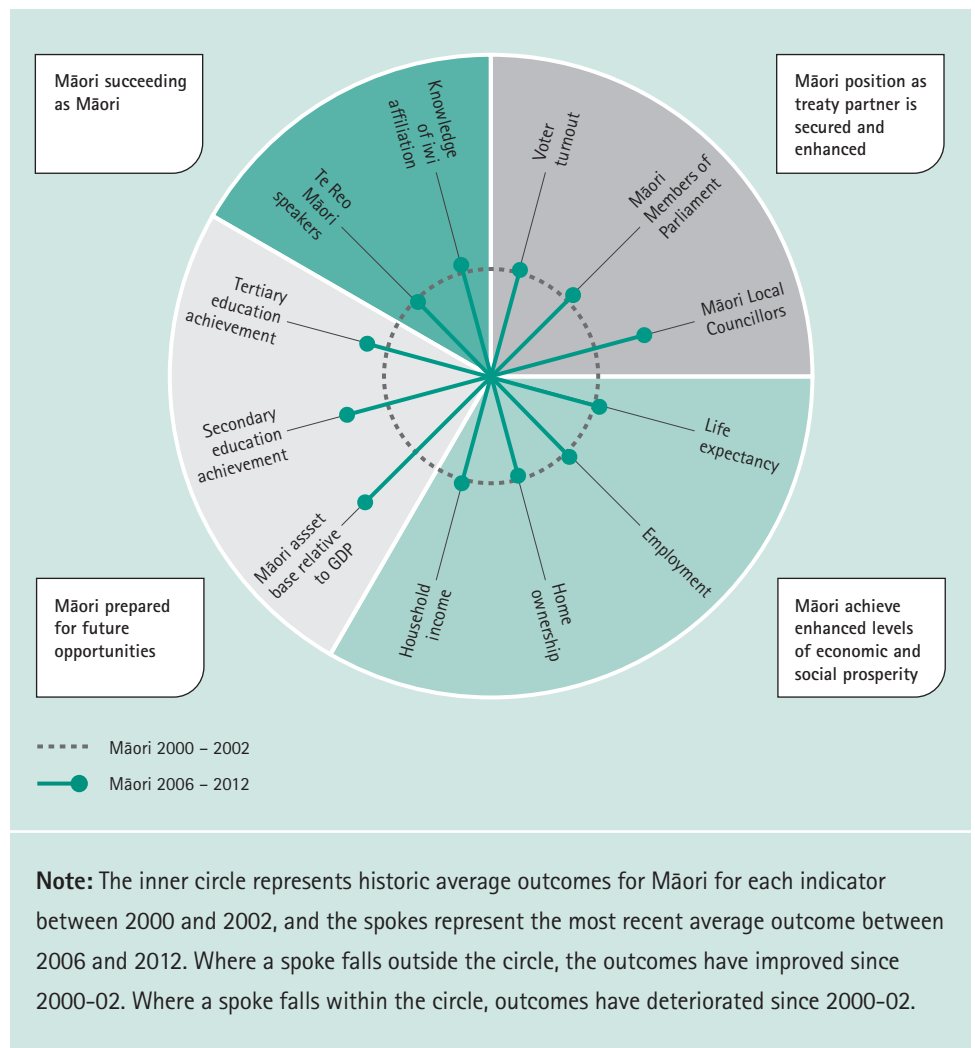 Māori succeeding
as Māori
Māori position as
treaty partner is
secured and
enhanced
Knowledge
of iwi
affiliation
Voter
turnout
Te Reo
Māori
speakers
Māori
Members of
Parliament
Tertiary
education
achievement
Māori Local
Councillors
Secondary
education
achievement
Life
expectancy
Māori assset
base relative
to GDP
Household
income
Home
ownership
Employment
Māori prepared
for future
opportunities
Māori achieve
enhanced levels
of economic and
social prosperity
Māori 2000 – 2002
Māori 2006 – 2012
Note: The inner circle represents historic average outcomes for Māori for each indicator
between 2000 and 2002, and the spokes represent the most recent average outcome between
2006 and 2012. Where a spoke falls outside the circle, the outcomes have improved since
2000-02. Where a spoke falls within the circle, outcomes have deteriorated since 2000-02.